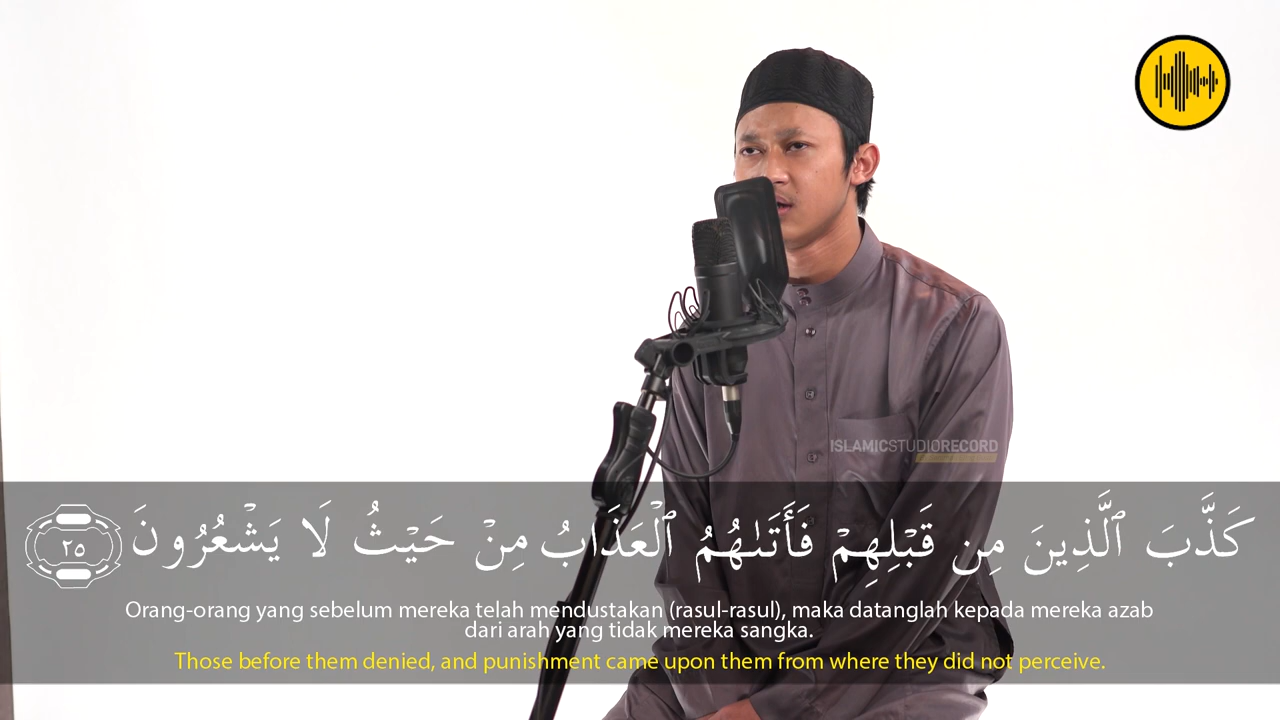 ISLAMICSTUDIORECORD
كَذَّبَ ٱلَّذِينَ مِن قَبْلِهِمْ فَأَتَىٰهُمُ ٱلْعَذَابُ مِنْ حَيْثُ لَا يَشْعُرُونَ ٢٥
Orang-orang yang sebelum mereka telah mendustakan (rasul-rasul), maka datanglah kepada mereka azab
dari arah yang tidak mereka sangka.
Those before them denied, and punishment came upon them from where they did not perceive.